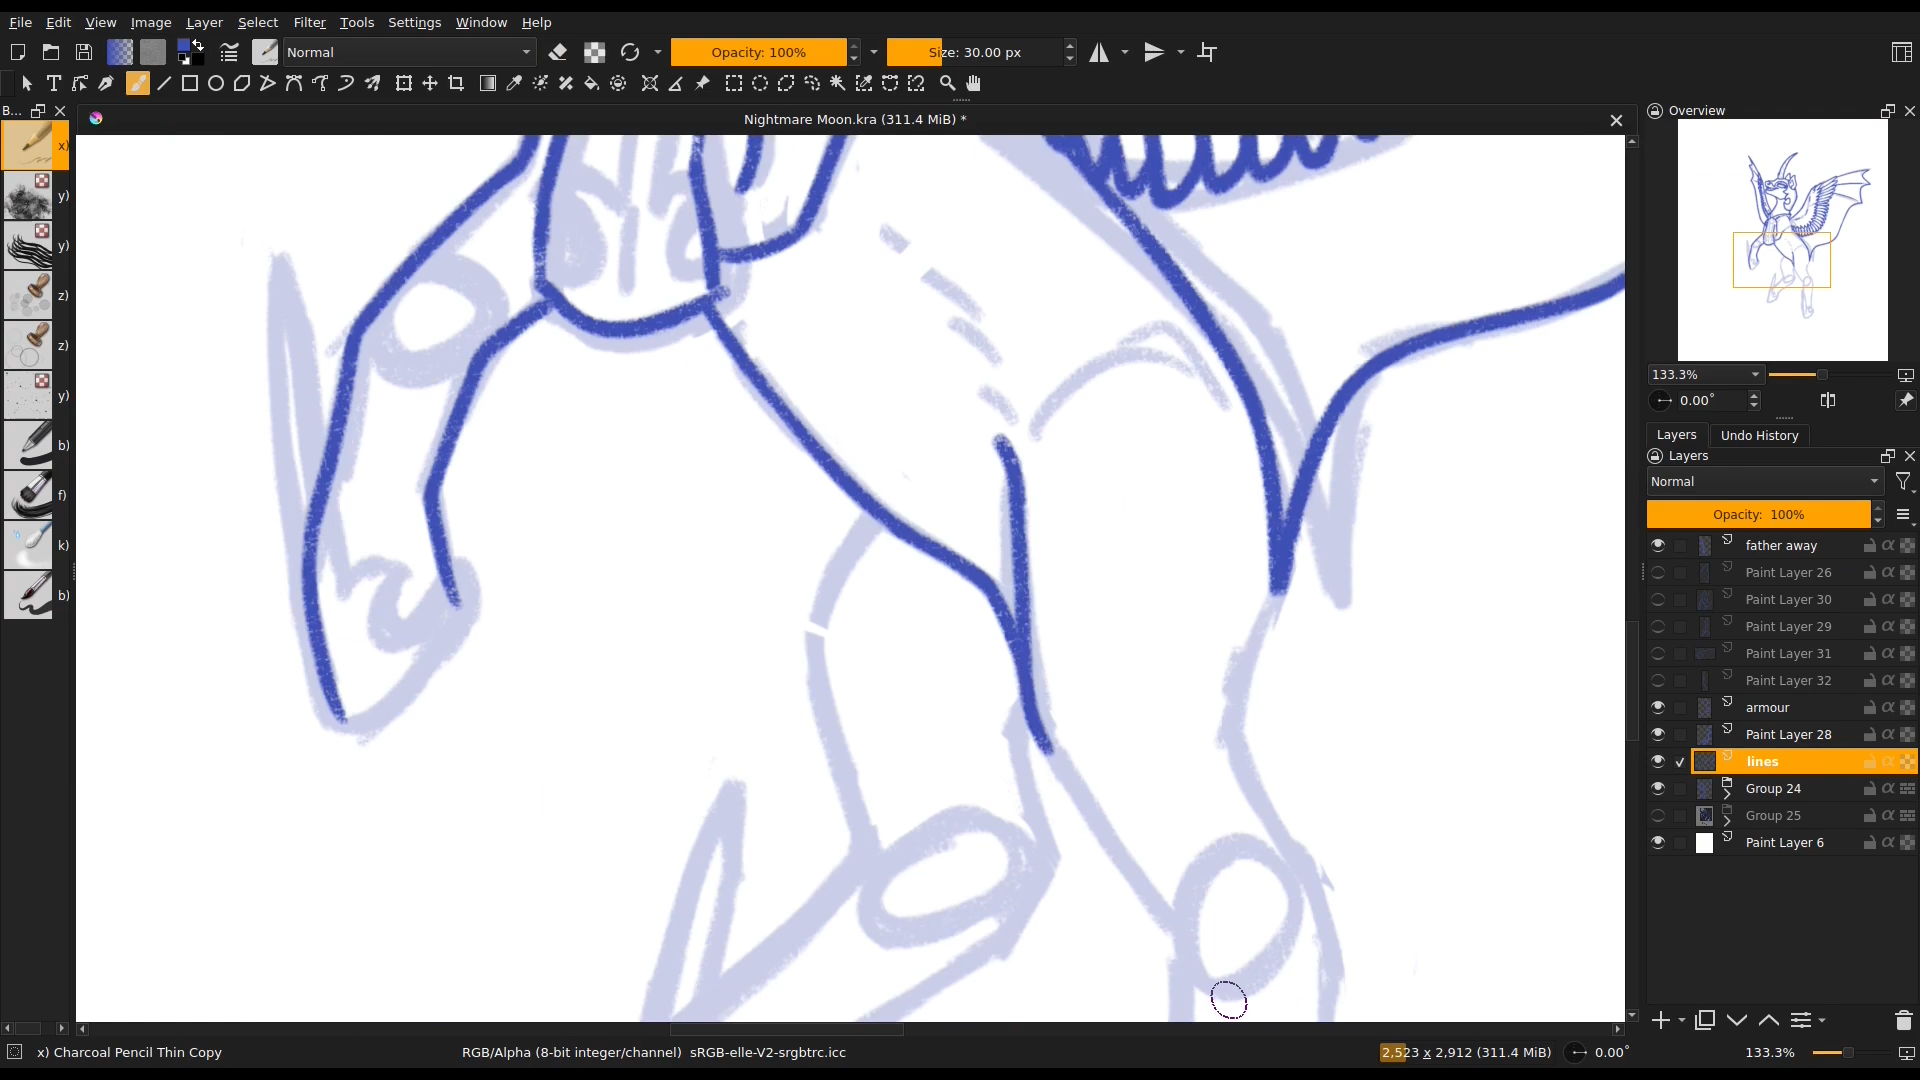 File Edit View Image Layer Select Filter Tools Settings Window Help
Normal Opacity: 100% Size: 30.00 px
B...
Nightmare Moon.kra (311.4 MiB) *
Overview
x)
y)
y)
z)
z)
y)
b)
f)
k)
b)
133.3%
0.00°
Layers Undo History
Layers
Normal
Opacity: 100%
father away
Paint Layer 26
Paint Layer 30
Paint Layer 29
Paint Layer 31
Paint Layer 32
armour
Paint Layer 28
lines
Group 24
Group 25
Paint Layer 6
x) Charcoal Pencil Thin Copy RGB/Alpha (8-bit integer/channel) sRGB-elle-V2-srgbtrc.icc 2,523 x 2,912 (311.4 MiB) 0.00° 133.3%